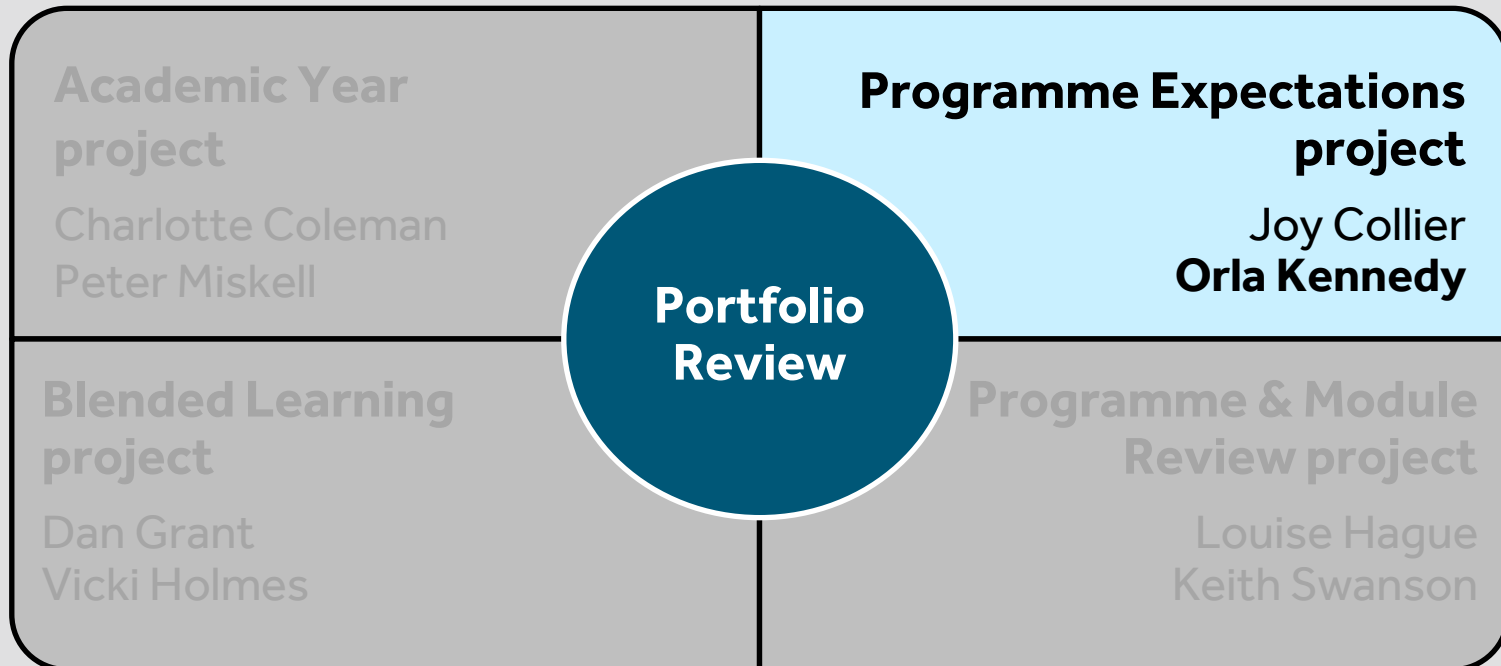 Academic Year
project
Charlotte Coleman
Peter Miskell
Programme Expectations
project
Joy Collier
Orla Kennedy
Portfolio
Review
Blended Learning
project
Dan Grant
Vicki Holmes
Programme & Module
Review project
Louise Hague
Keith Swanson